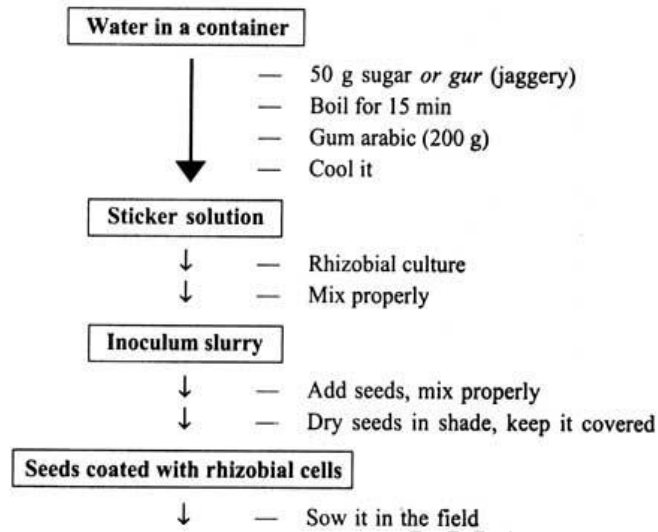 Water in a container
— 50 g sugar or gur (jaggery)
— Boil for 15 min
— Gum arabic (200 g)
— Cool it
Sticker solution
↓ — Rhizobial culture
↓ — Mix properly
Inoculum slurry
↓ — Add seeds, mix properly
↓ — Dry seeds in shade, keep it covered
Seeds coated with rhizobial cells
↓ — Sow it in the field